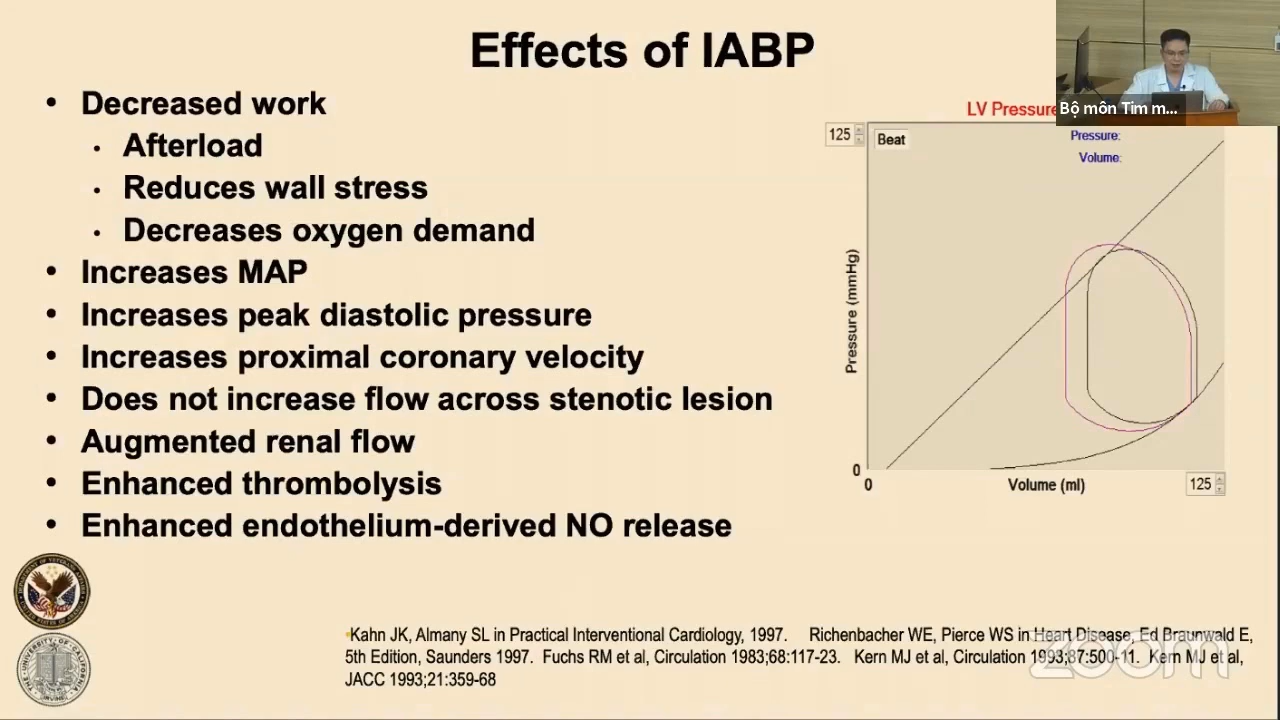 Effects of IABP
• Decreased work
• Afterload
• Reduces wall stress
• Decreases oxygen demand
• Increases MAP
• Increases peak diastolic pressure
• Increases proximal coronary velocity
• Does not increase flow across stenotic lesion
• Augmented renal flow
• Enhanced thrombolysis
• Enhanced endothelium-derived NO release
Bộ môn Tim m...
LV Pressure
125
Beat
Pressure:
Volume:
Pressure (mmHg)
0
0
Volume (ml)
125
•Kahn JK, Almany SL in Practical Interventional Cardiology, 1997. Richenbacher WE, Pierce WS in Heart Disease, Ed Braunwald E,
5th Edition, Saunders 1997. Fuchs RM et al, Circulation 1983;68:117-23. Kern MJ et al, Circulation 1993;87:500-11. Kern MJ et al,
JACC 1993;21:359-68
zoom